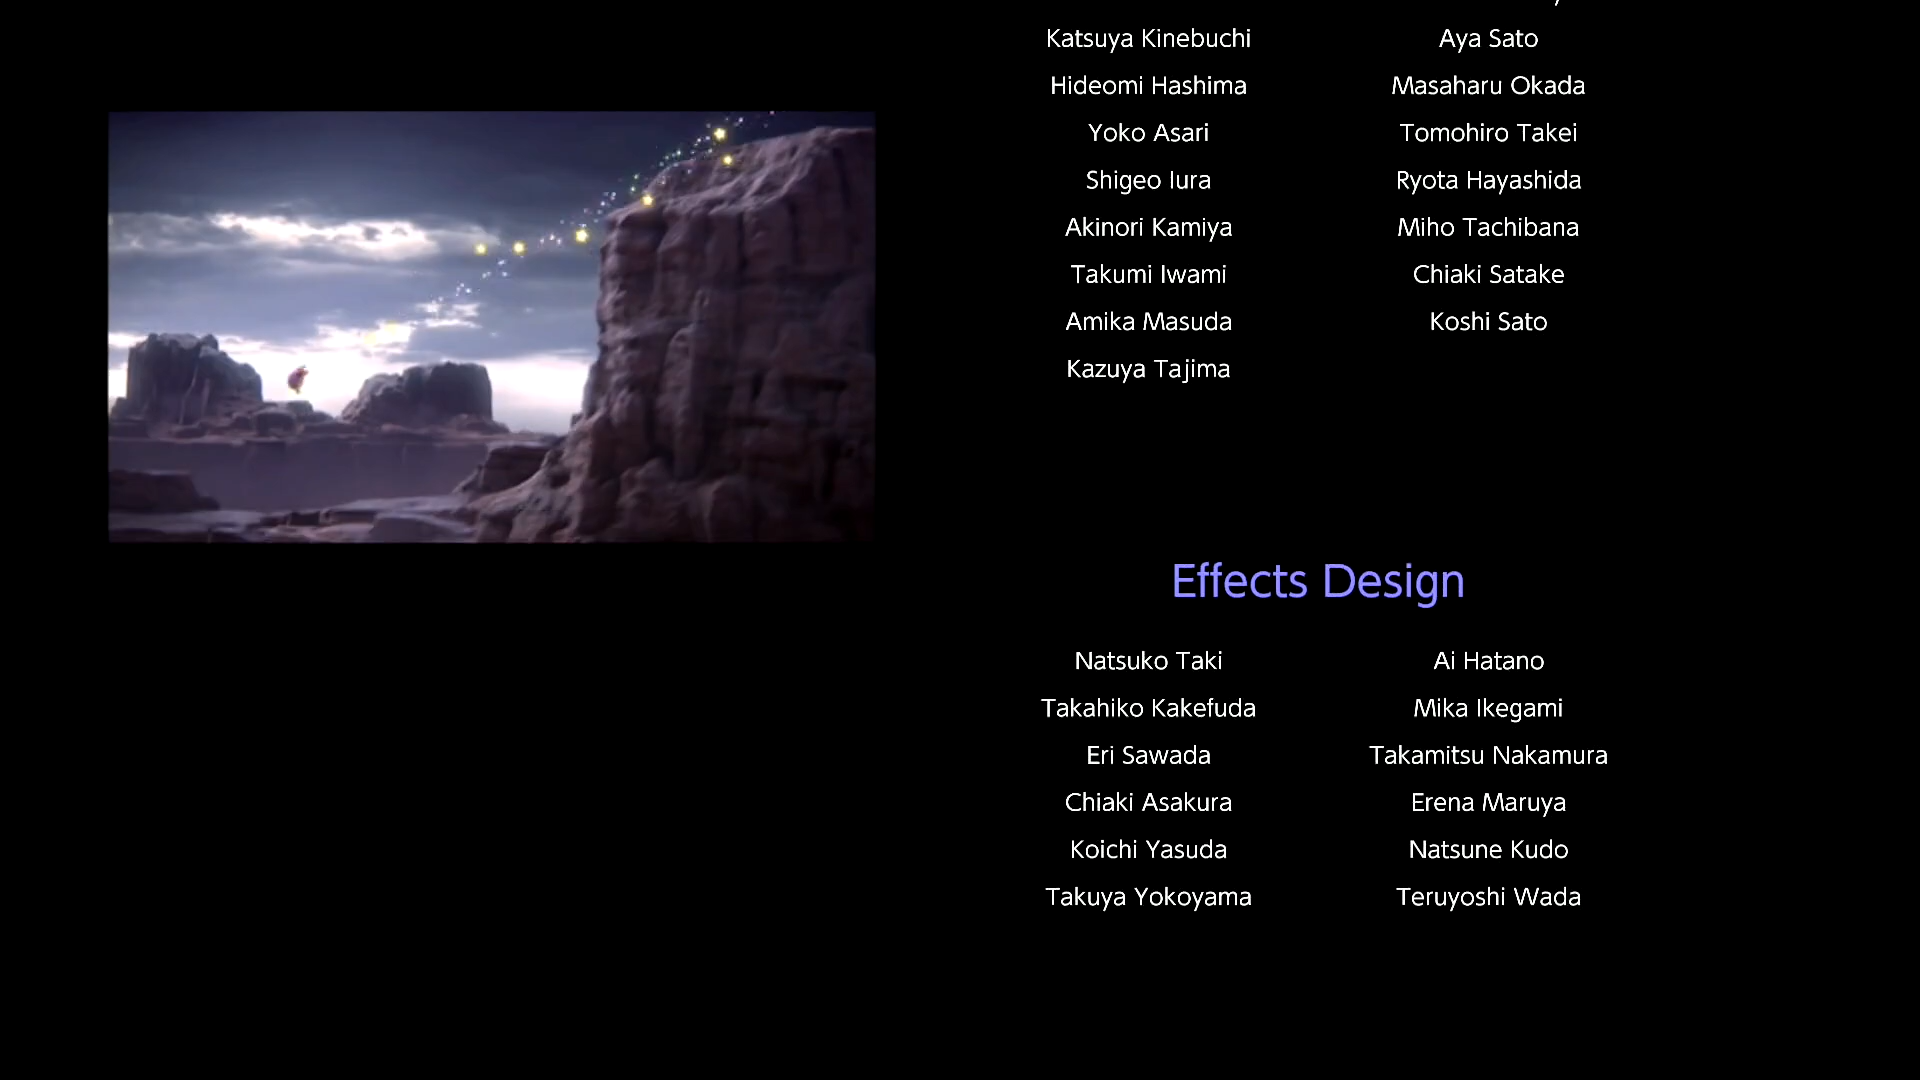 Katsuya Kinebuchi Aya Sato
Hideomi Hashima Masaharu Okada
Yoko Asari Tomohiro Takei
Shigeo Iura Ryota Hayashida
Akinori Kamiya Miho Tachibana
Takumi Iwami Chiaki Satake
Amika Masuda Koshi Sato
Kazuya Tajima
Effects Design
Natsuko Taki Ai Hatano
Takahiko Kakefuda Mika Ikegami
Eri Sawada Takamitsu Nakamura
Chiaki Asakura Erena Maruya
Koichi Yasuda Natsune Kudo
Takuya Yokoyama Teruyoshi Wada